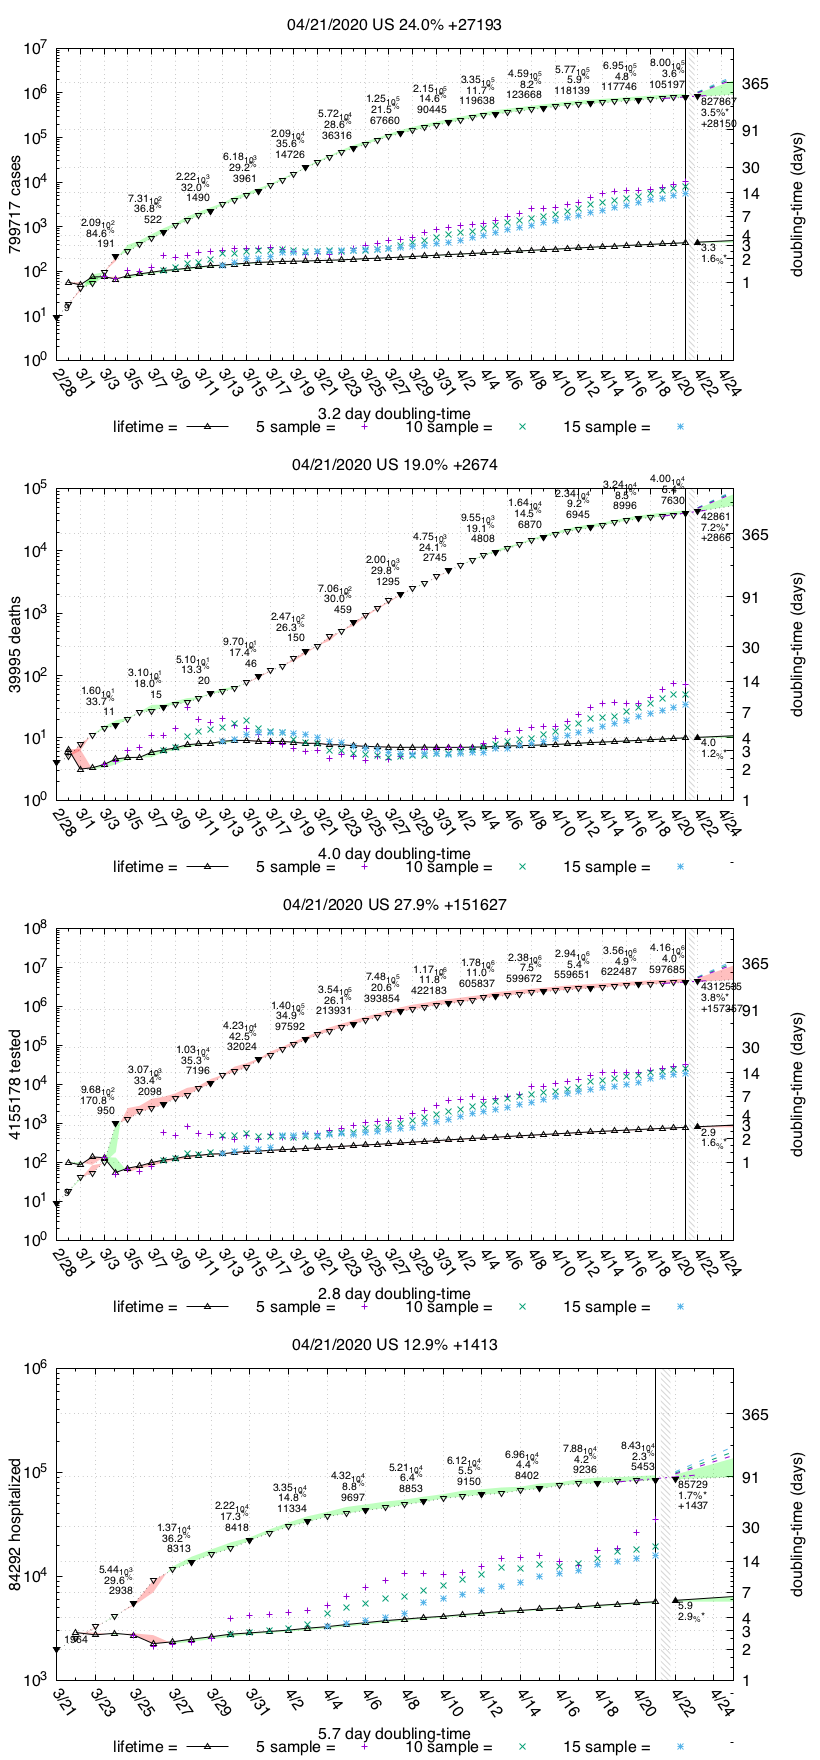 04/21/2020 US 24.0% +27193
799717 cases
doubling-time (days)
10^7
10^6
10^5
10^4
10^3
10^2
10^1
10^0
365
91
30
14
7
4
3
2
1
9
2.09 10^2 84.6% 191
7.31 10^2 36.8% 522
2.22 10^3 32.0% 1490
6.18 10^3 29.2% 3961
2.09 10^4 35.6% 14726
5.72 10^4 28.6% 36316
1.25 10^5 21.5% 67660
2.15 10^5 14.6% 90445
3.35 10^5 11.7% 119638
4.59 10^5 8.2% 123668
5.77 10^5 5.9% 118139
6.95 10^5 4.8% 117746
8.00 10^5 3.6% 105197
827867
3.5%*
+28150
3.3
1.6%*
2/28 3/1 3/3 3/5 3/7 3/9 3/11 3/13 3/15 3/17 3/19 3/21 3/23 3/25 3/27 3/29 3/31 4/2 4/4 4/6 4/8 4/10 4/12 4/14 4/16 4/18 4/20 4/22 4/24
3.2 day doubling-time
lifetime = 5 sample = 10 sample = 15 sample =
04/21/2020 US 19.0% +2674
39995 deaths
doubling-time (days)
10^5
10^4
10^3
10^2
10^1
10^0
365
91
30
14
7
4
3
2
1
1.60 10^1 33.7% 11
3.10 10^1 18.0% 15
5.10 10^1 13.3% 20
9.70 10^1 17.4% 46
2.47 10^2 26.3% 150
7.06 10^2 30.0% 459
2.00 10^3 29.8% 1295
4.75 10^3 24.1% 2745
9.55 10^3 19.1% 4808
1.64 10^4 14.5% 6870
2.34 10^4 9.2% 6945
3.24 10^4 8.5% 8996
4.00 10^4 5.4% 7630
42861
7.2%*
+2866
4.0
1.2%*
2/28 3/1 3/3 3/5 3/7 3/9 3/11 3/13 3/15 3/17 3/19 3/21 3/23 3/25 3/27 3/29 3/31 4/2 4/4 4/6 4/8 4/10 4/12 4/14 4/16 4/18 4/20 4/22 4/24
4.0 day doubling-time
lifetime = 5 sample = 10 sample = 15 sample =
04/21/2020 US 27.9% +151627
4155178 tested
doubling-time (days)
10^8
10^7
10^6
10^5
10^4
10^3
10^2
10^1
10^0
365
91
30
14
7
4
3
2
1
9
9.68 10^2 170.8% 950
3.07 10^3 33.4% 2098
1.03 10^4 35.3% 7196
4.23 10^4 42.5% 32024
1.40 10^5 34.9% 97592
3.54 10^5 26.1% 213931
7.48 10^5 20.6% 393854
1.17 10^6 11.8% 422183
1.78 10^6 11.0% 605837
2.38 10^6 7.5% 599672
2.94 10^6 5.4% 559651
3.56 10^6 4.9% 622487
4.16 10^6 4.0% 597685
4312535
3.8%*
+157357
2.9
1.6%*
2/28 3/1 3/3 3/5 3/7 3/9 3/11 3/13 3/15 3/17 3/19 3/21 3/23 3/25 3/27 3/29 3/31 4/2 4/4 4/6 4/8 4/10 4/12 4/14 4/16 4/18 4/20 4/22 4/24
2.8 day doubling-time
lifetime = 5 sample = 10 sample = 15 sample =
04/21/2020 US 12.9% +1413
84292 hospitalized
doubling-time (days)
10^6
10^5
10^4
10^3
365
91
30
14
7
4
3
2
1
1964
5.44 10^3 29.6% 2938
1.37 10^4 36.2% 8313
2.22 10^4 17.3% 8418
3.35 10^4 14.8% 11334
4.32 10^4 8.8% 9697
5.21 10^4 6.4% 8853
6.12 10^4 5.5% 9150
6.96 10^4 4.4% 8402
7.88 10^4 4.2% 9236
8.43 10^4 2.3% 5453
85729
1.7%*
+1437
5.9
2.9%*
3/21 3/23 3/25 3/27 3/29 3/31 4/2 4/4 4/6 4/8 4/10 4/12 4/14 4/16 4/18 4/20 4/22 4/24
5.7 day doubling-time
lifetime = 5 sample = 10 sample = 15 sample =